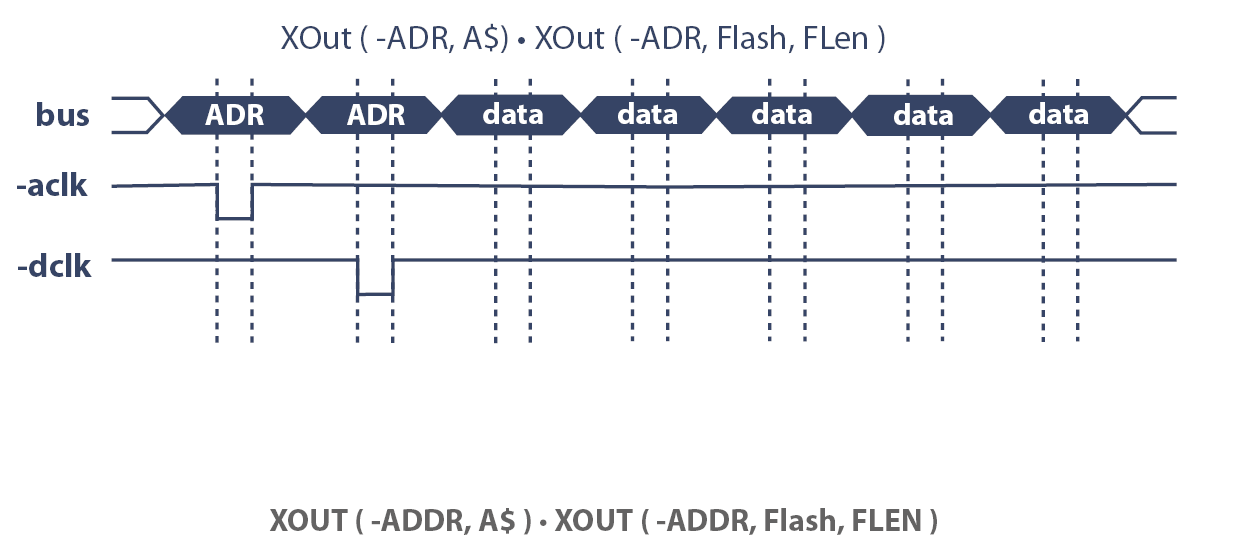 XOut ( -ADR, A$) • XOut ( -ADR, Flash, FLen )
bus ADR ADR data data data data data
-aclk
-dclk
XOUT ( -ADDR, A$ ) • XOUT ( -ADDR, Flash, FLEN )